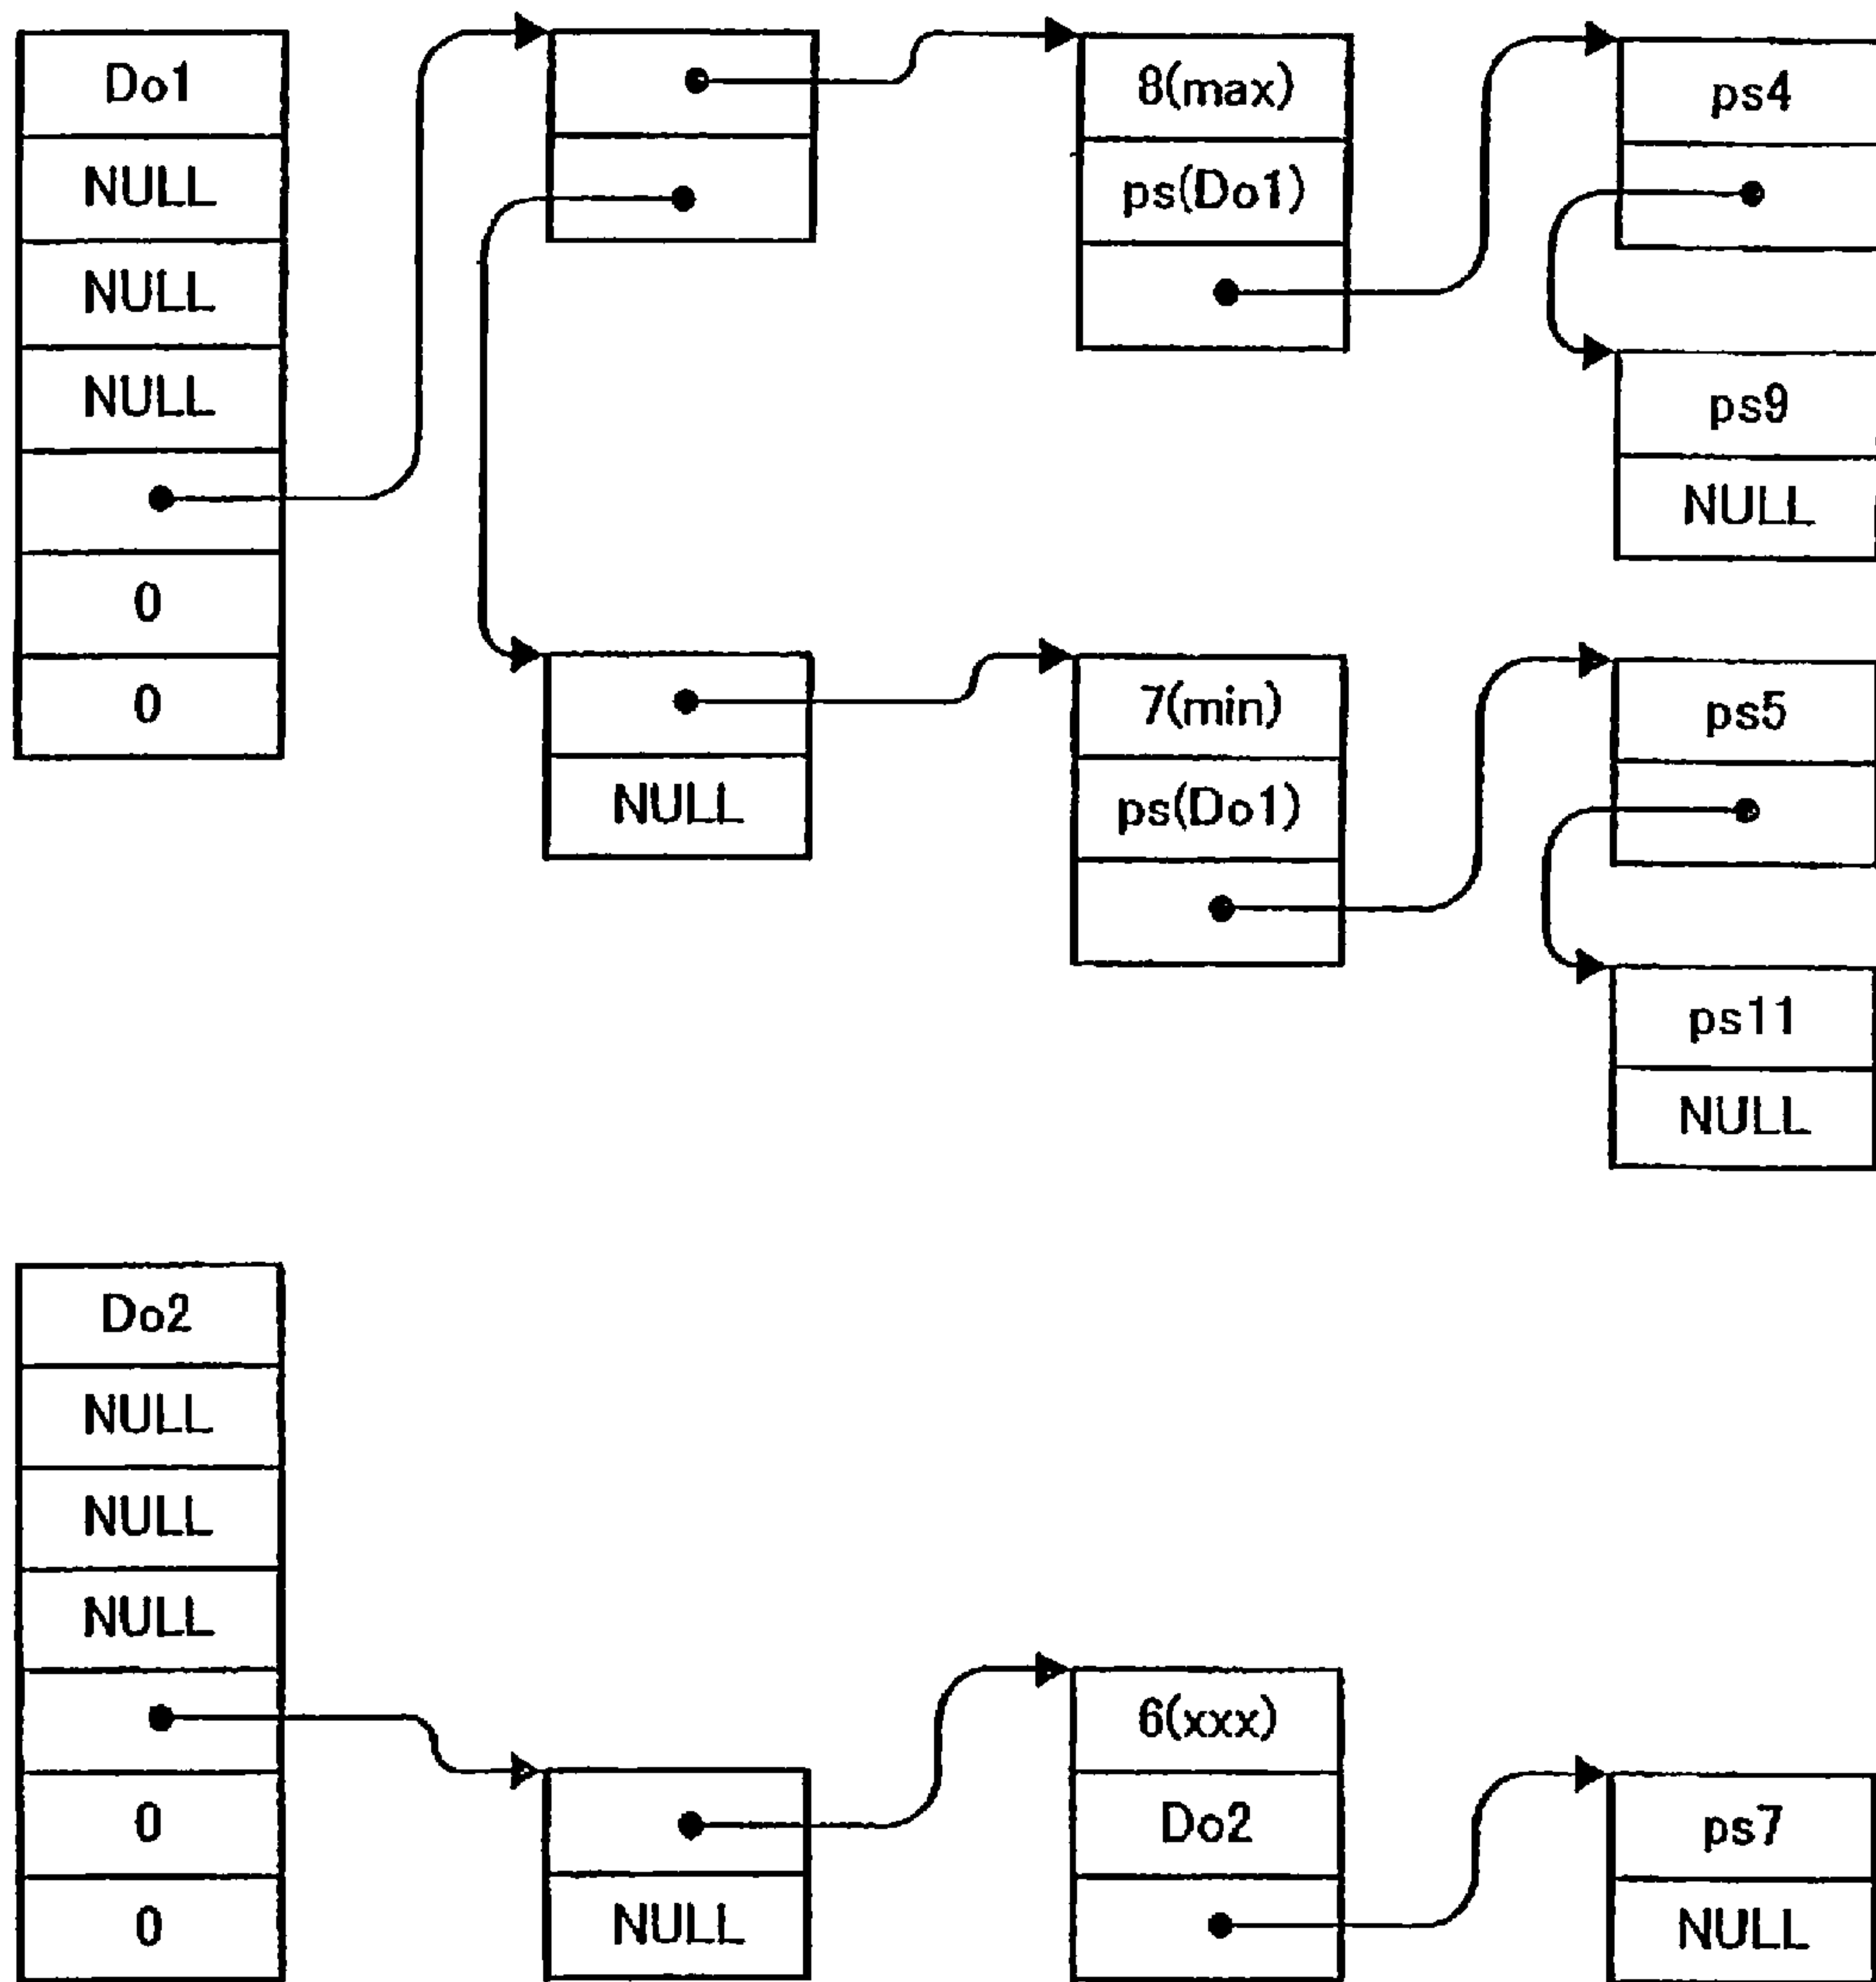 Do1
NULL
NULL
NULL
0
0
NULL
8(max)
ps(Do1)
7(min)
ps(Do1)
ps4
ps9
NULL
ps5
ps11
NULL
Do2
NULL
NULL
NULL
0
0
NULL
6(xxx)
Do2
ps7
NULL